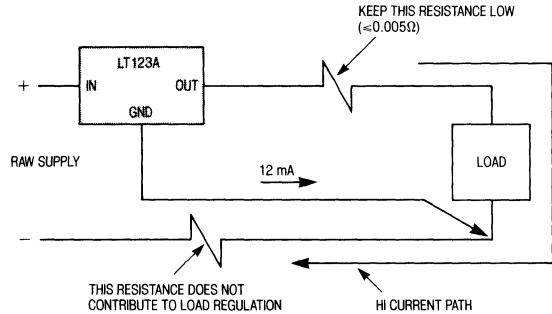 KEEP THIS RESISTANCE LOW
(≤0.005Ω)
LT123A
+
IN
OUT
GND
RAW SUPPLY
12 mA
LOAD
−
THIS RESISTANCE DOES NOT
CONTRIBUTE TO LOAD REGULATION
HI CURRENT PATH